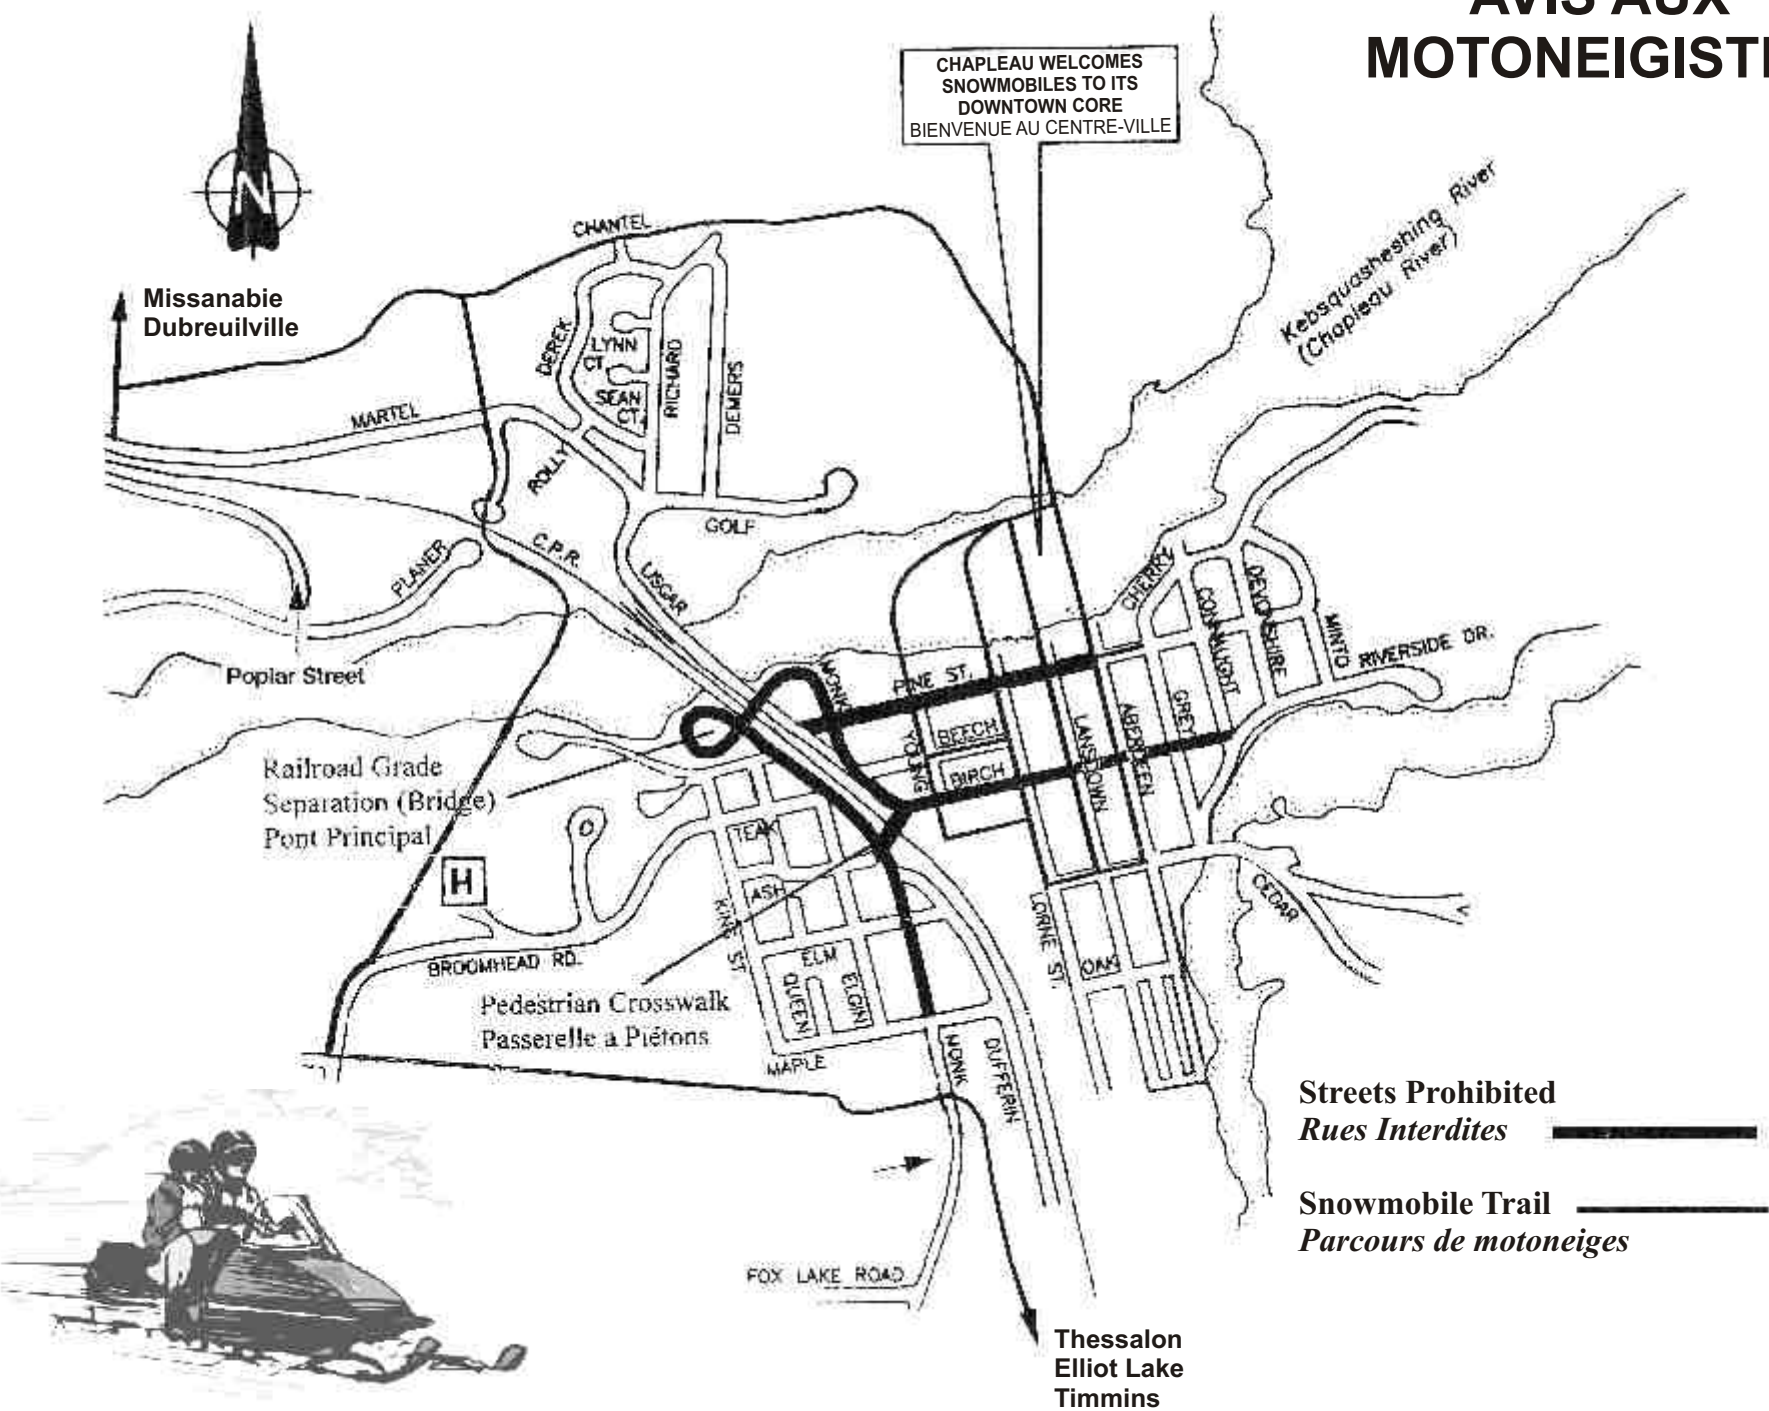 AVIS AUX
MOTONEIGIST
CHAPLEAU WELCOMES
SNOWMOBILES TO ITS
DOWNTOWN CORE
BIENVENUE AU CENTRE-VILLE
N
Missanabie
Dubreuilville
CHANTEL
DEREK
LYNN
CT
SEAN
CT.
RICHARD
DEMERS
MARTEL
ROLLY
GOLF
Kebsquasheshing River
(Chapleau River)
C.P.R.
PLANER
LISGAR
Poplar Street
CHERRY
CONNAUGHT
DEVONSHIRE
MINTO
RIVERSIDE DR.
MONK
PINE ST.
YOUNG
BEECH
BIRCH
LANSDOWN
ABERDEEN
GREY
Railroad Grade
Separation (Bridge)
Pont Principal
H
TEAK
ASH
KING ST.
BROOMHEAD RD.
ELM
QUEEN
ELGIN
LORNE ST.
OAK
CEDAR
Pedestrian Crosswalk
Passerelle a Piétons
MAPLE
MONK
DUFFERIN
Streets Prohibited
Rues Interdites
Snowmobile Trail
Parcours de motoneiges
FOX LAKE ROAD
Thessalon
Elliot Lake
Timmins